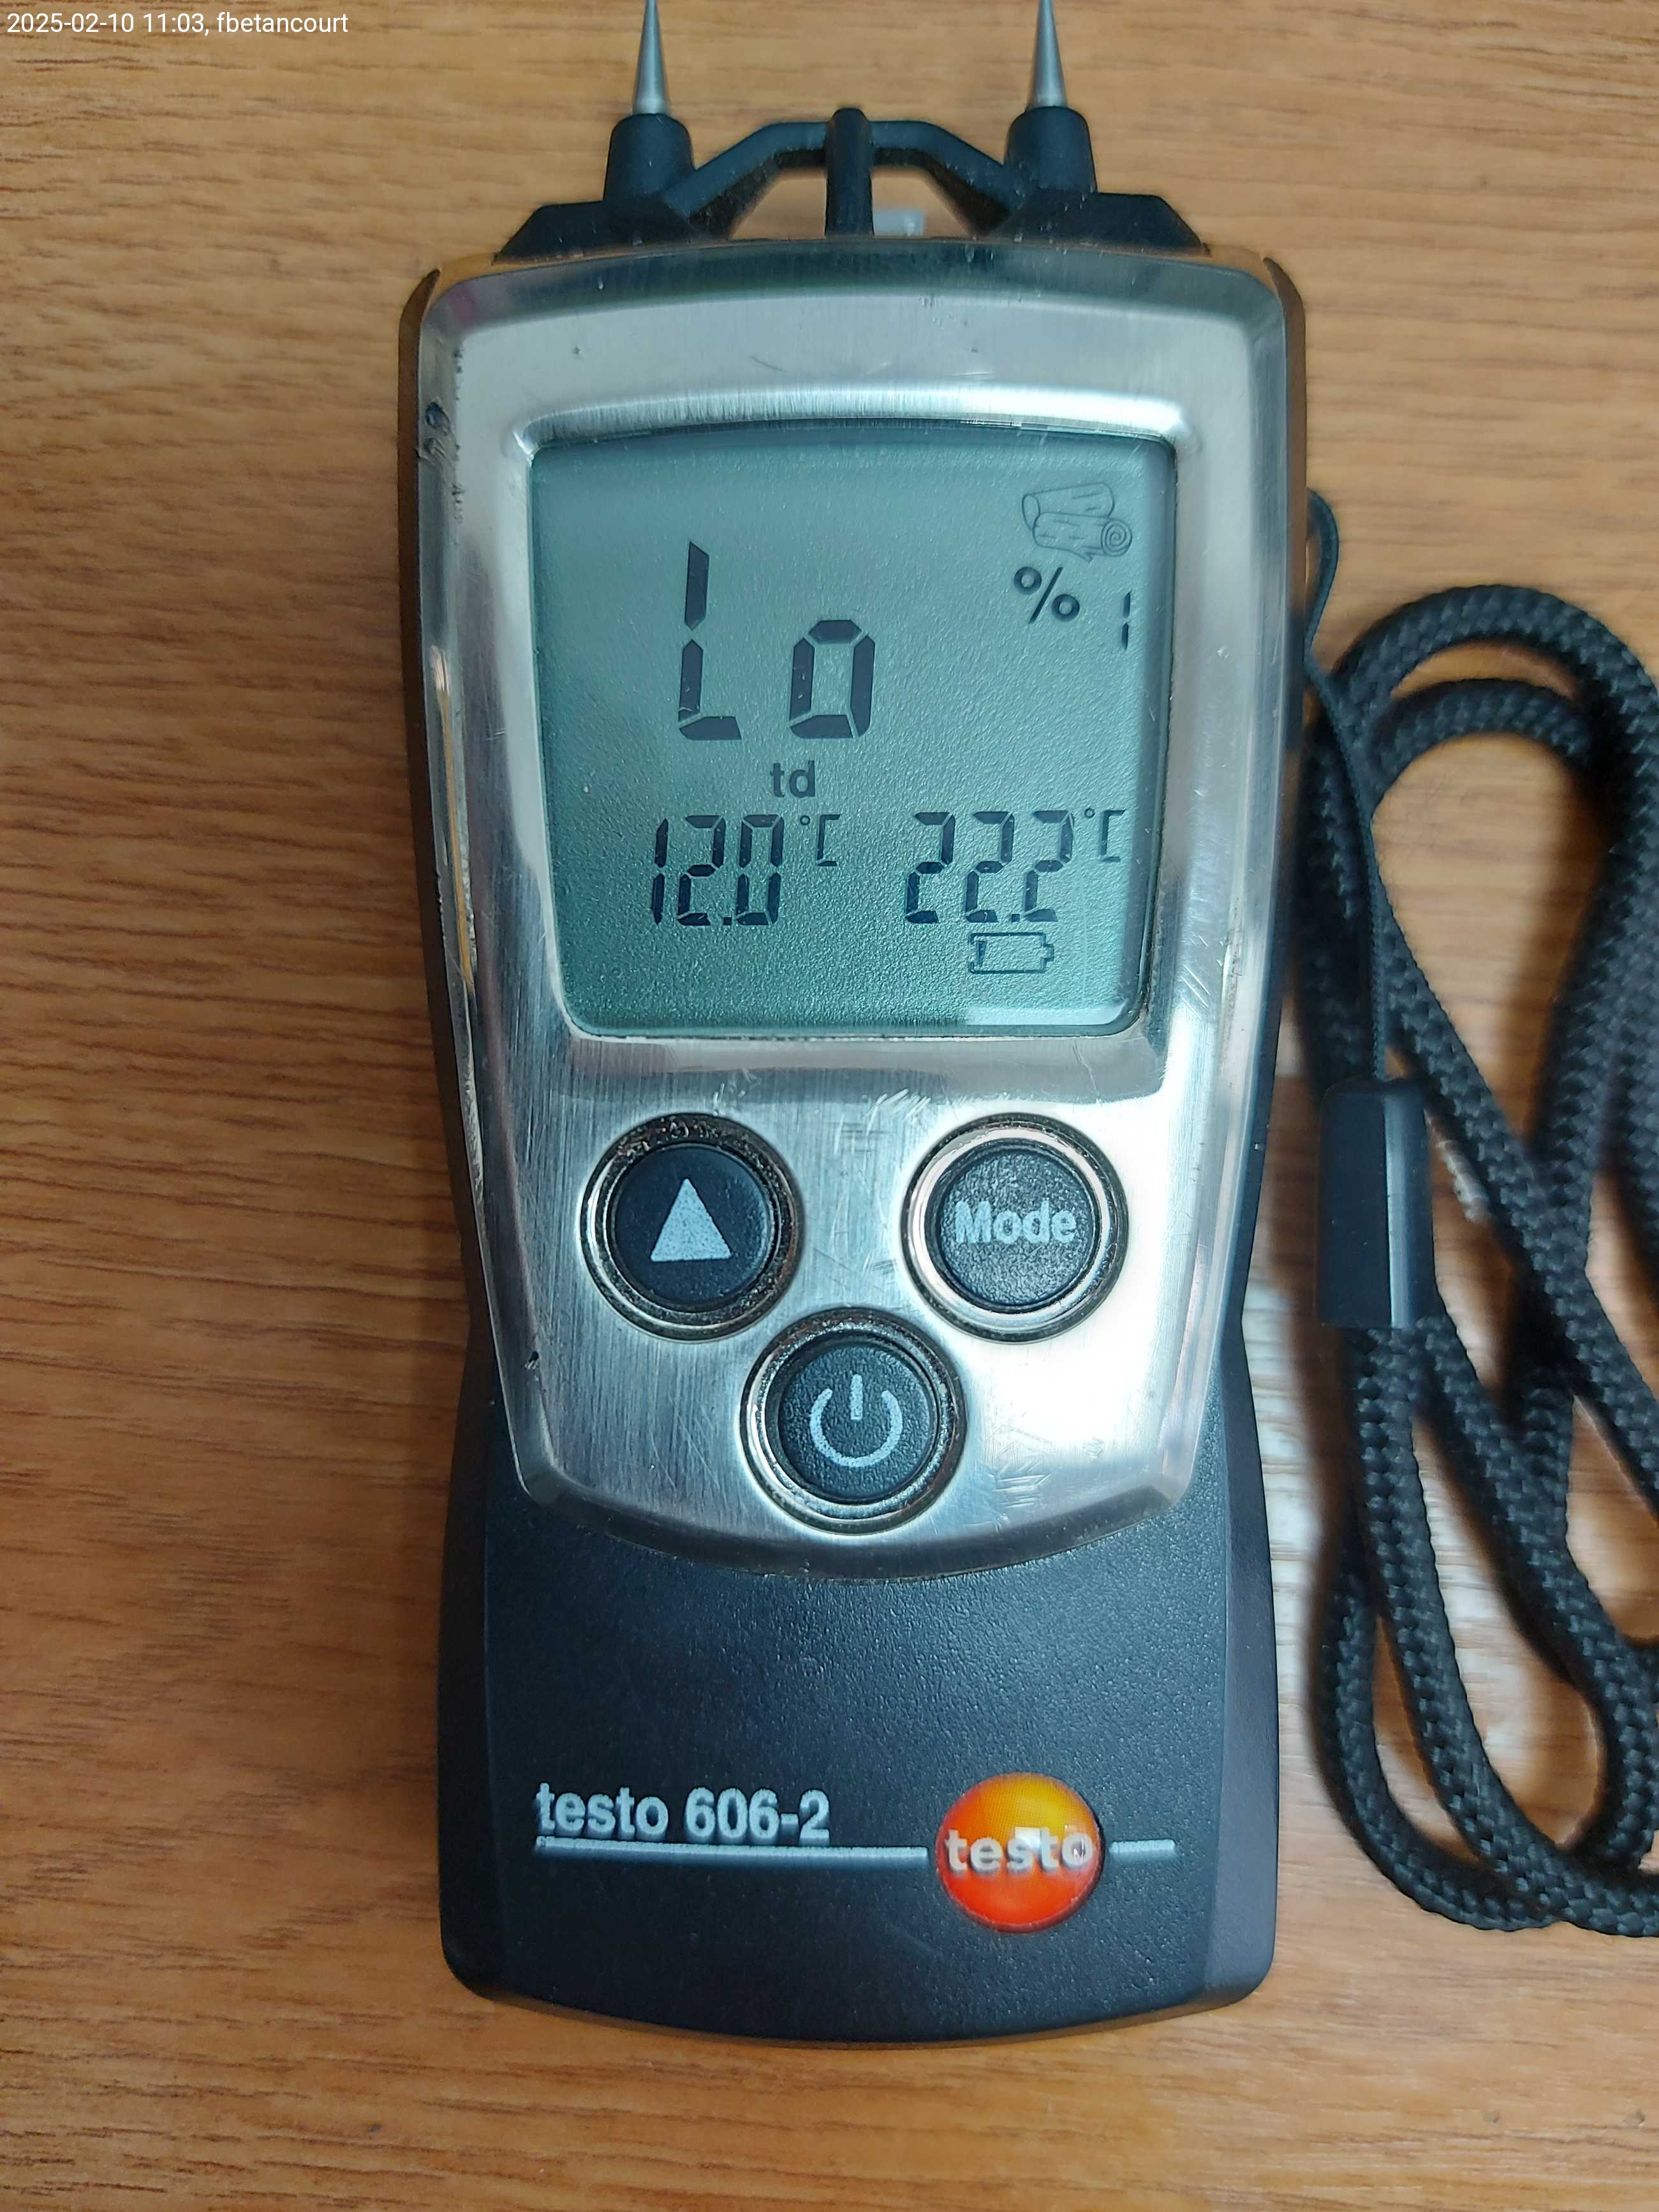 2025-02-10 11:03, fbetancourt
Lo
% 1
td
12.0 °C 22.2 °C
Mode
testo 606-2
testo